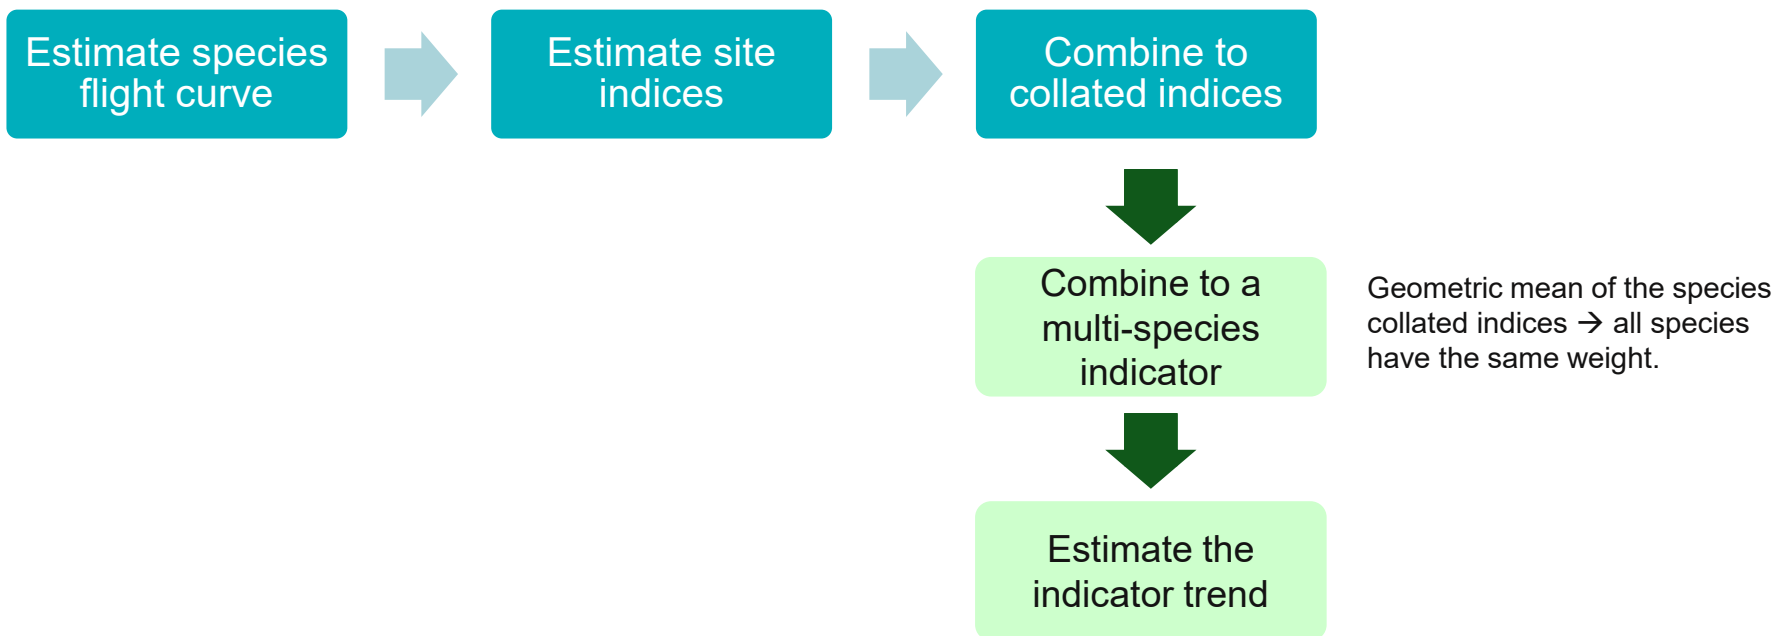 Estimate species
flight curve
Estimate site
indices
Combine to
collated indices
Combine to a
multi-species
indicator
Geometric mean of the species
collated indices → all species
have the same weight.
Estimate the
indicator trend